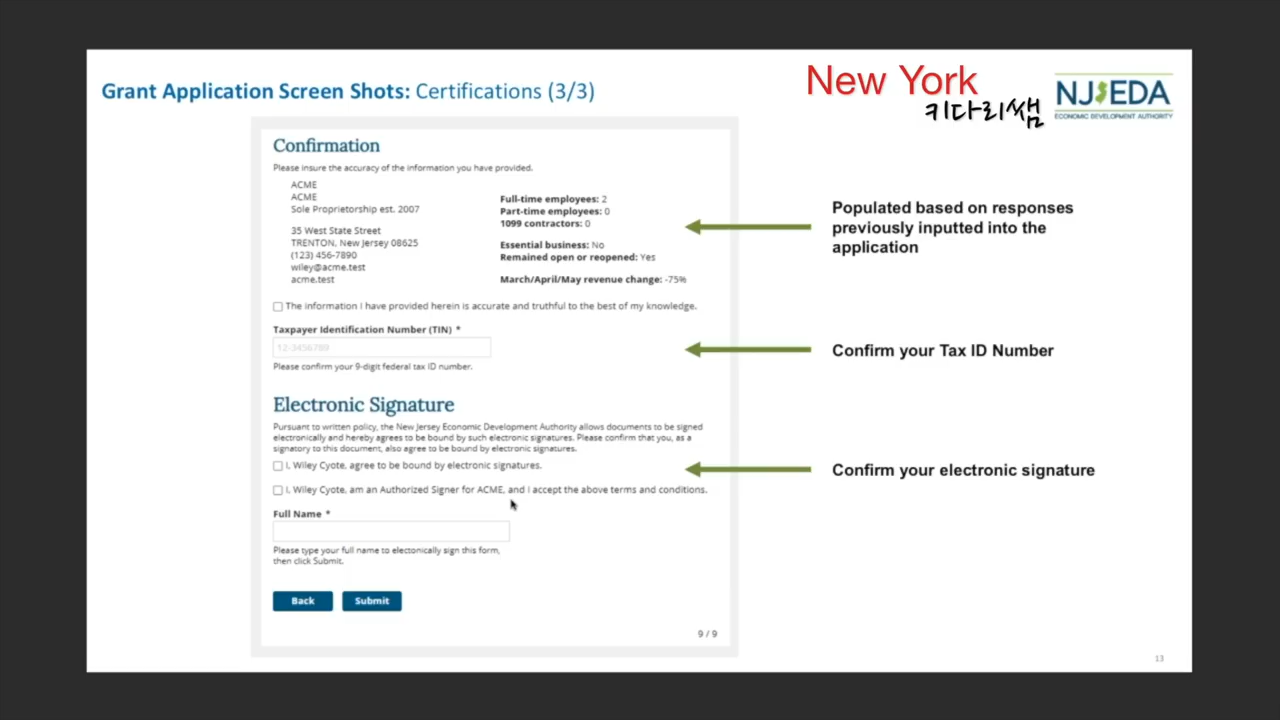 Grant Application Screen Shots: Certifications (3/3)
New York
키다리쌤
NJEDA
ECONOMIC DEVELOPMENT AUTHORITY
Confirmation
Please insure the accuracy of the information you have provided.
ACME
ACME
Sole Proprietorship est. 2007
35 West State Street
TRENTON, New Jersey 08625
(123) 456-7890
wiley@acme.test
acme.test
Full-time employees: 2
Part-time employees: 0
1099 contractors: 0
Essential business: No
Remained open or reopened: Yes
March/April/May revenue change: -75%
Populated based on responses
previously inputted into the
application
The information I have provided herein is accurate and truthful to the best of my knowledge.
Taxpayer Identification Number (TIN) *
12-3456789
Please confirm your 9-digit federal tax ID number.
Confirm your Tax ID Number
Electronic Signature
Pursuant to written policy, the New Jersey Economic Development Authority allows documents to be signed
electronically and hereby agrees to be bound by such electronic signatures. Please confirm that you, as a
signatory to this document, also agree to be bound by electronic signatures.
I, Wiley Cyote, agree to be bound by electronic signatures.
Confirm your electronic signature
I, Wiley Cyote, am an Authorized Signer for ACME, and I accept the above terms and conditions.
Full Name *
Please type your full name to electonically sign this form,
then click Submit.
Back
Submit
9 / 9
13